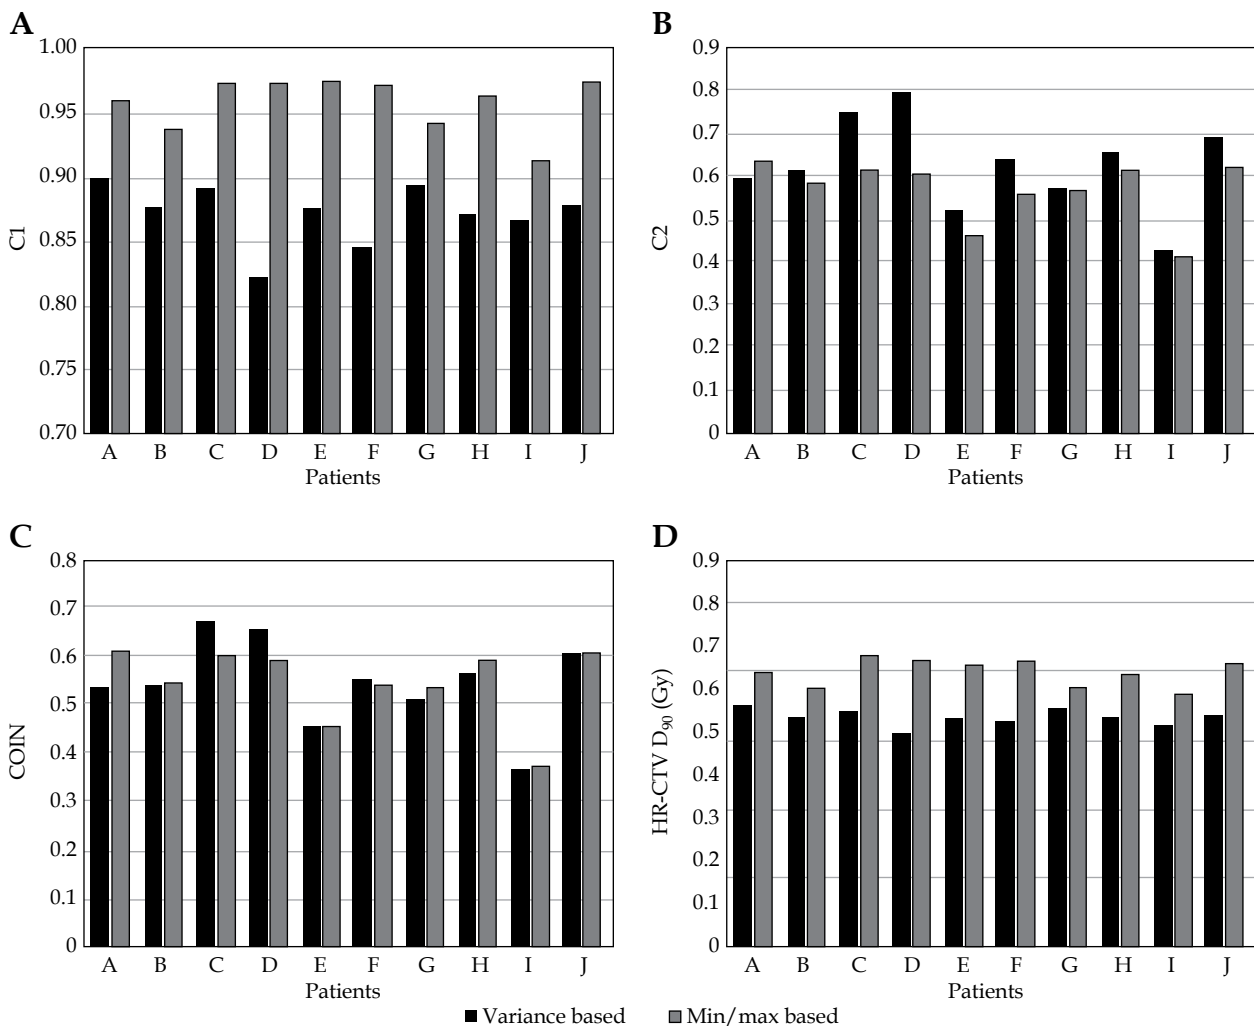 A
1.00
0.95
0.90
0.85
0.80
0.75
0.70
C1
A B C D E F G H I J
Patients
B
0.9
0.8
0.7
0.6
0.5
0.4
0.3
0.2
0.1
0
C2
A B C D E F G H I J
Patients
C
0.8
0.7
0.6
0.5
0.4
0.3
0.2
0.1
0
COIN
A B C D E F G H I J
Patients
D
0.9
0.8
0.7
0.6
0.5
0.4
0.3
0.2
0.1
0
HR-CTV D90 (Gy)
A B C D E F G H I J
Patients
Variance based Min/max based